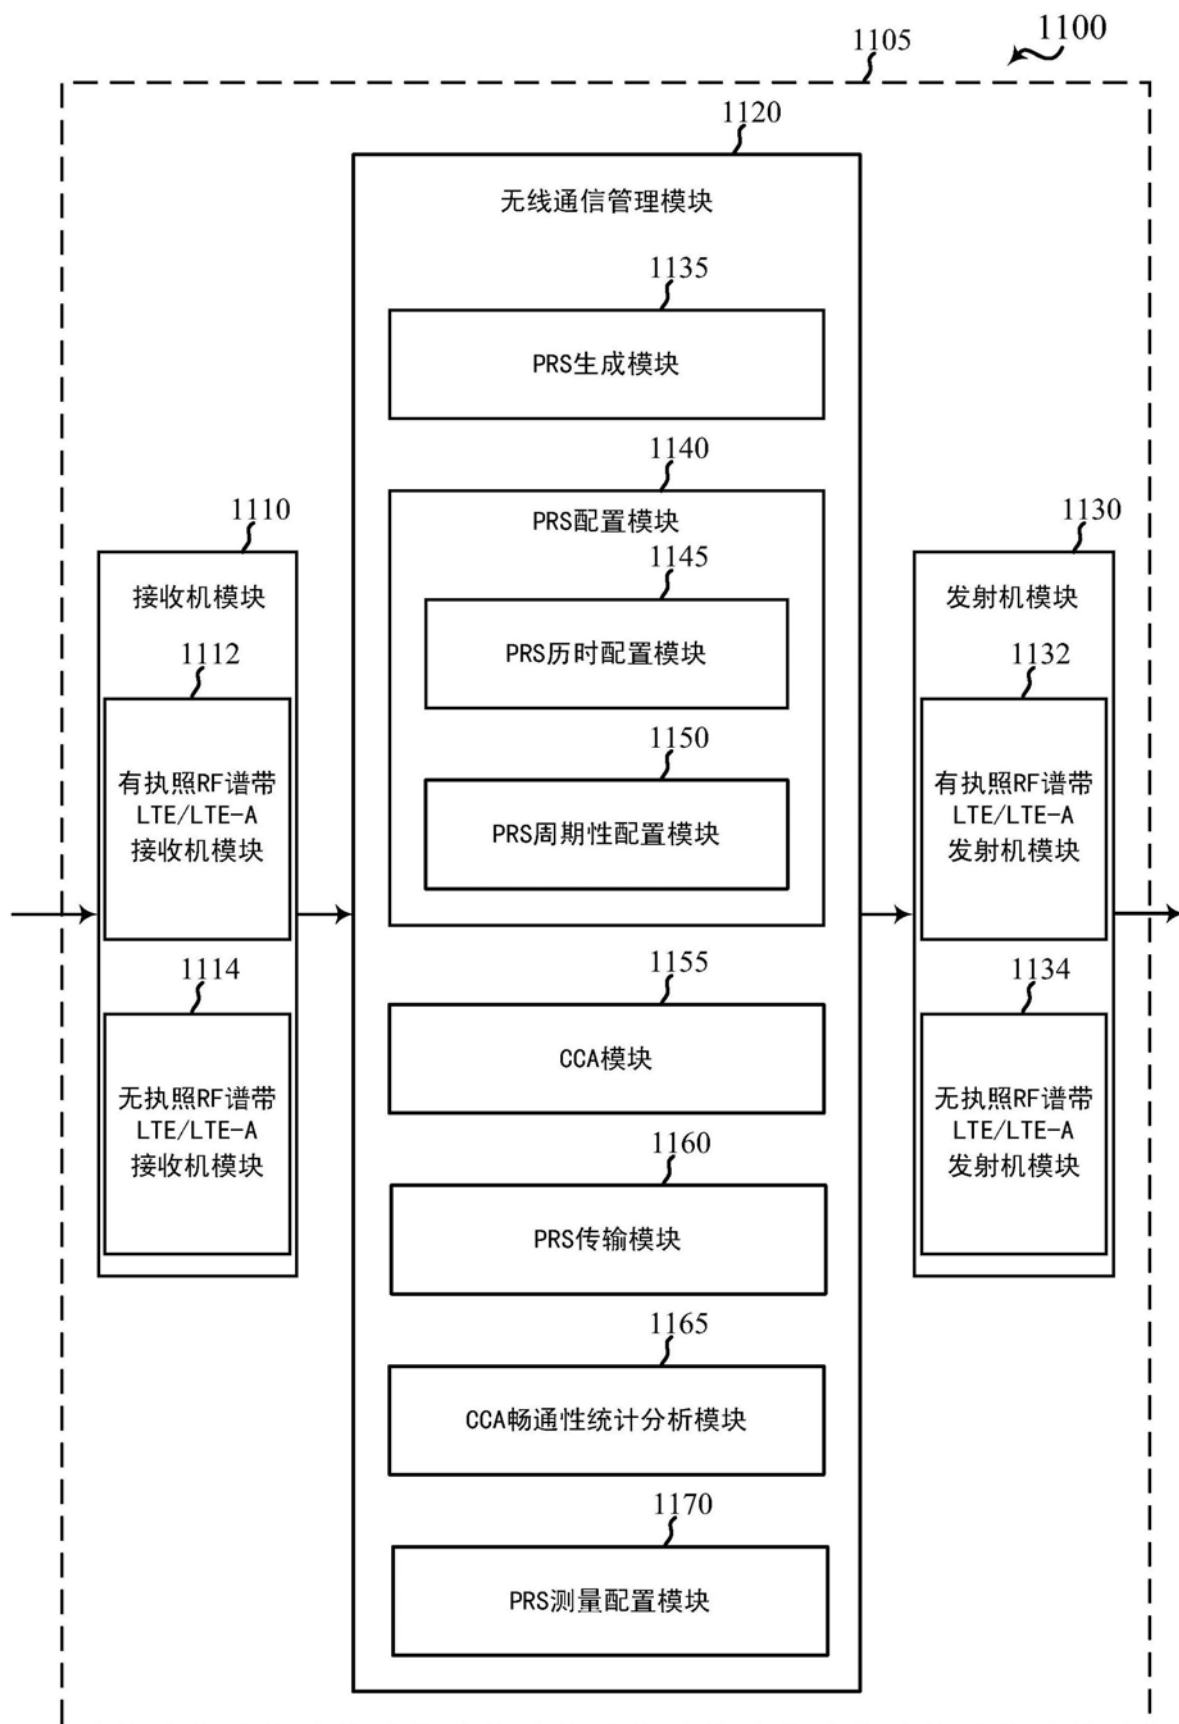 1100
1105
1120
无线通信管理模块
1135
PRS生成模块
1140
PRS配置模块
1145
PRS历时配置模块
1150
PRS周期性配置模块
1155
CCA模块
1160
PRS传输模块
1165
CCA畅通性统计分析模块
1170
PRS测量配置模块
1110
接收机模块
1112
有执照RF谱带
LTE/LTE-A
接收机模块
1114
无执照RF谱带
LTE/LTE-A
接收机模块
1130
发射机模块
1132
有执照RF谱带
LTE/LTE-A
发射机模块
1134
无执照RF谱带
LTE/LTE-A
发射机模块